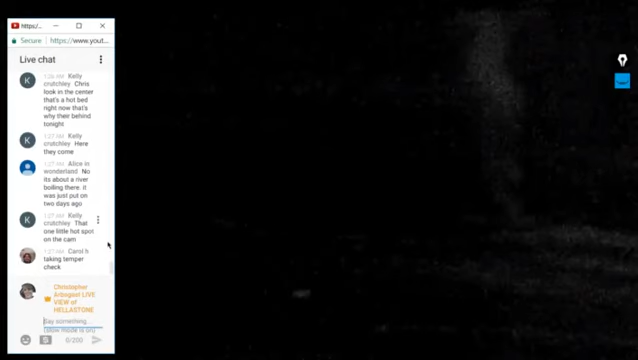 https:/...
Secure
https://www.yout...
Live chat
K
1:26 AM Kelly
crutchley Chris
look in the center
that's a hot bed
right now that's
why their behind
tonight
K
1:27 AM Kelly
crutchley Here
they come
1:27 AM Alice in
wonderland No
its about a river
boiling there it
was just put on
two days ago
K
1:27 AM Kelly
crutchley That
one little hot spot
on the cam
1:27 AM Carol h
taking temper
check
Christopher
LIVE
VIEW of
HELLASTONE
Say something...
(slow mode is on)
0/200